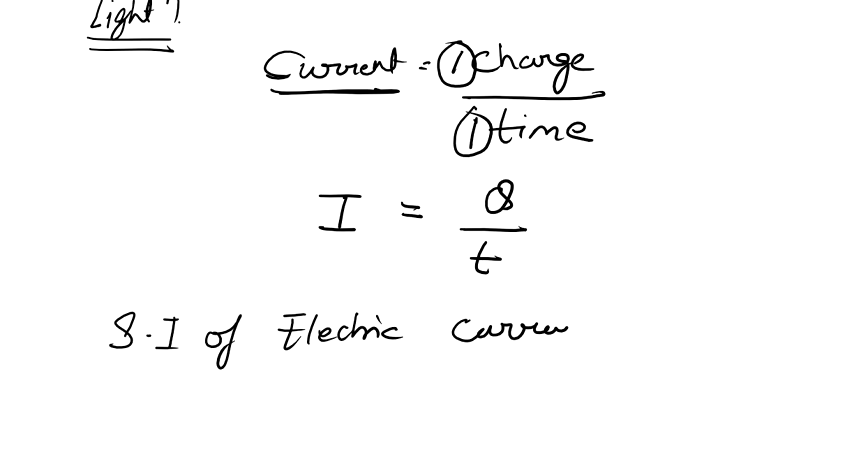 Light ?
Current = ① Charge
① time
I = Q
t
S.I of Electric curre